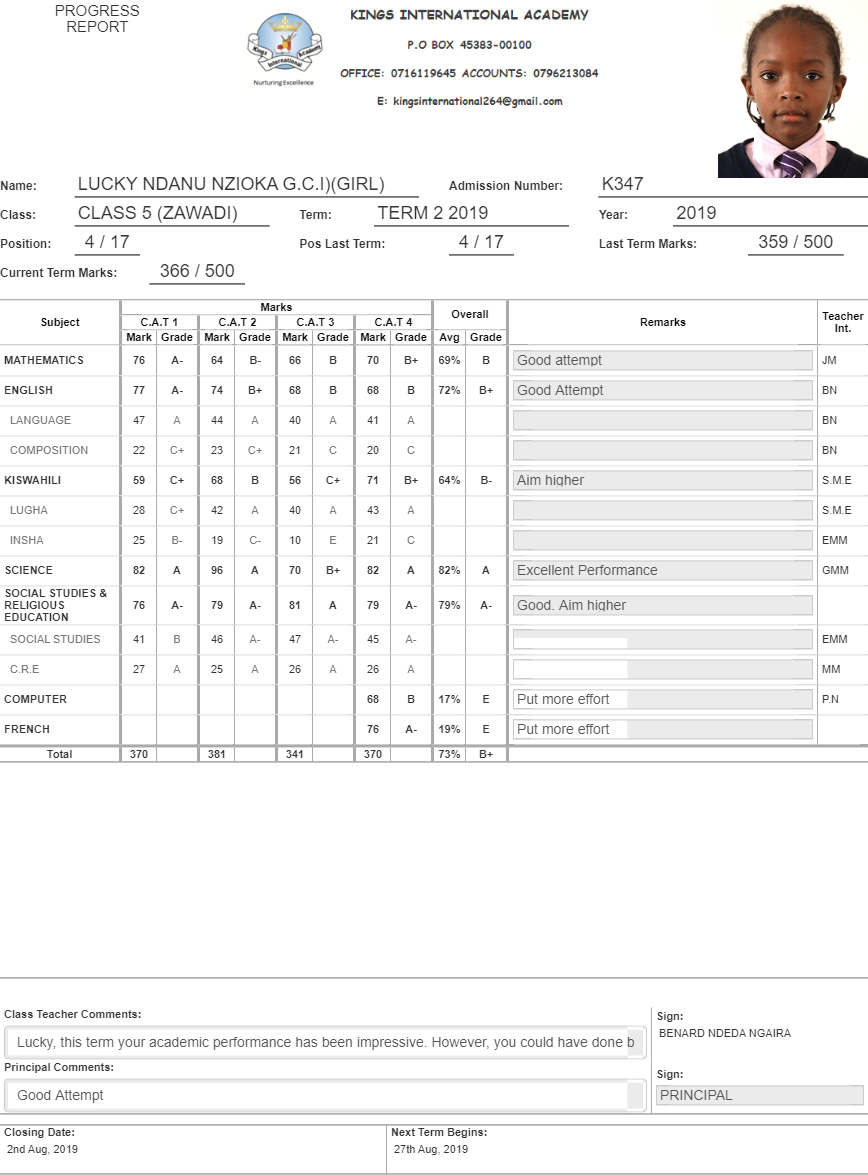 PROGRESS
REPORT
Kings International Academy
Nurturing Excellence
KINGS INTERNATIONAL ACADEMY
P.O BOX 45383-00100
OFFICE: 0716119645 ACCOUNTS: 0796213084
E: kingsinternational264@gmail.com
Name: LUCKY NDANU NZIOKA G.C.I)(GIRL) Admission Number: K347
Class: CLASS 5 (ZAWADI) Term: TERM 2 2019 Year: 2019
Position: 4 / 17 Pos Last Term: 4 / 17 Last Term Marks: 359 / 500
Current Term Marks: 366 / 500
Subject Marks Overall Remarks Teacher Int.
C.A.T 1 C.A.T 2 C.A.T 3 C.A.T 4
Mark Grade Mark Grade Mark Grade Mark Grade Avg Grade
MATHEMATICS 76 A- 64 B- 66 B 70 B+ 69% B Good attempt JM
ENGLISH 77 A- 74 B+ 68 B 68 B 72% B+ Good Attempt BN
LANGUAGE 47 A 44 A 40 A 41 A BN
COMPOSITION 22 C+ 23 C+ 21 C 20 C BN
KISWAHILI 59 C+ 68 B 56 C+ 71 B+ 64% B- Aim higher S.M.E
LUGHA 28 C+ 42 A 40 A 43 A S.M.E
INSHA 25 B- 19 C- 10 E 21 C EMM
SCIENCE 82 A 96 A 70 B+ 82 A 82% A Excellent Performance GMM
SOCIAL STUDIES &
RELIGIOUS
EDUCATION 76 A- 79 A- 81 A 79 A- 79% A- Good. Aim higher
SOCIAL STUDIES 41 B 46 A- 47 A- 45 A- EMM
C.R.E 27 A 25 A 26 A 26 A MM
COMPUTER 68 B 17% E Put more effort P.N
FRENCH 76 A- 19% E Put more effort
Total 370 381 341 370 73% B+
Class Teacher Comments: Sign:
Lucky, this term your academic performance has been impressive. However, you could have done b BENARD NDEDA NGAIRA
Principal Comments: Sign:
Good Attempt PRINCIPAL
Closing Date: Next Term Begins:
2nd Aug, 2019 27th Aug, 2019